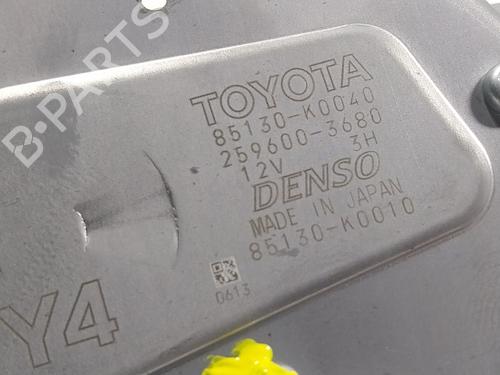 B-PARTS
TOYOTA
85130-K0040
259600-3680
12V 3H
DENSO
MADE IN JAPAN
85130-K0010
0613
Y4